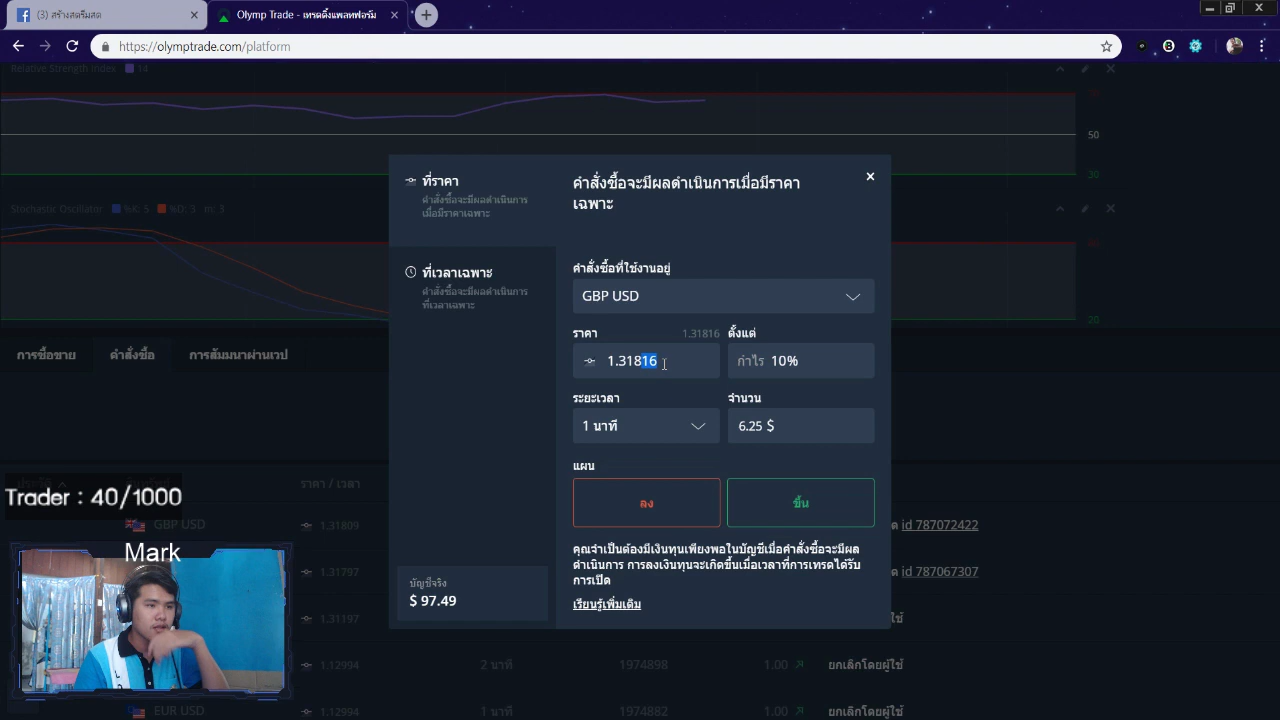 (3) สร้างสตรีมสด
Olymp Trade - เทรดดิ้งแพลทฟอร์ม
https://olymptrade.com/platform
Relative Strength Index 14
70
50
30
Stochastic Oscillator %K: 5 %D: 3 m: 3
80
20
ที่ราคา
คำสั่งซื้อจะมีผลดำเนินการ
เมื่อมีราคาเฉพาะ
ที่เวลาเฉพาะ
คำสั่งซื้อจะมีผลดำเนินการ
ที่เวลาเฉพาะ
บัญชีจริง
$ 97.49
คำสั่งซื้อจะมีผลดำเนินการเมื่อมีราคา
เฉพาะ
คำสั่งซื้อที่ใช้งานอยู่
GBP USD
ราคา 1.31816 ตั้งแต่
1.31816 กำไร 10%
ระยะเวลา จำนวน
1 นาที 6.25 $
แผน
ลง ขึ้น
คุณจำเป็นต้องมีเงินทุนเพียงพอในบัญชีเมื่อคำสั่งซื้อจะมีผล
ดำเนินการ การลงเงินทุนจะเกิดขึ้นเมื่อเวลาที่การเทรดได้รับ
การเปิด
เรียนรู้เพิ่มเติม
การซื้อขาย คำสั่งซื้อ การสัมมนาผ่านเวป
ราคา / เวลา
Trader : 40/1000
GBP USD 1.31809 ด id 787072422
Mark
1.31797 ด id 787067307
1.31197 ใช้
1.12994 2 นาที 1974898 1.00 ยกเลิกโดยผู้ใช้
EUR USD 1.12994 1 นาที 1974882 1.00 ยกเลิกโดยผู้ใช้